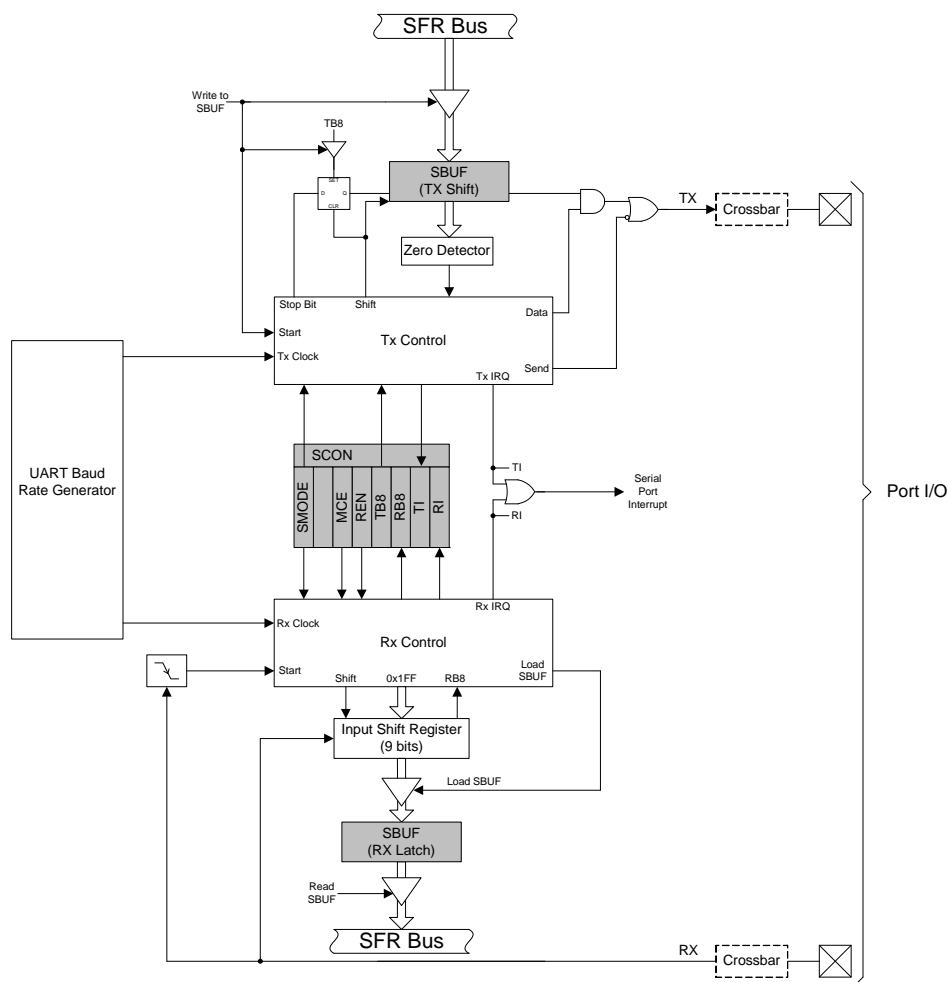 SFR Bus
Write to
SBUF
TB8
SET
D
Q
CLR
SBUF
(TX Shift)
TX
Crossbar
Zero Detector
Stop Bit
Shift
Data
Start
Tx Control
Tx Clock
Send
Tx IRQ
UART Baud
Rate Generator
SCON
SMODE
MCE
REN
TB8
RB8
TI
RI
TI
RI
Serial
Port
Interrupt
Port I/O
Rx IRQ
Rx Clock
Rx Control
Start
Load
SBUF
Shift
0x1FF
RB8
Input Shift Register
(9 bits)
Load SBUF
SBUF
(RX Latch)
Read
SBUF
SFR Bus
RX
Crossbar